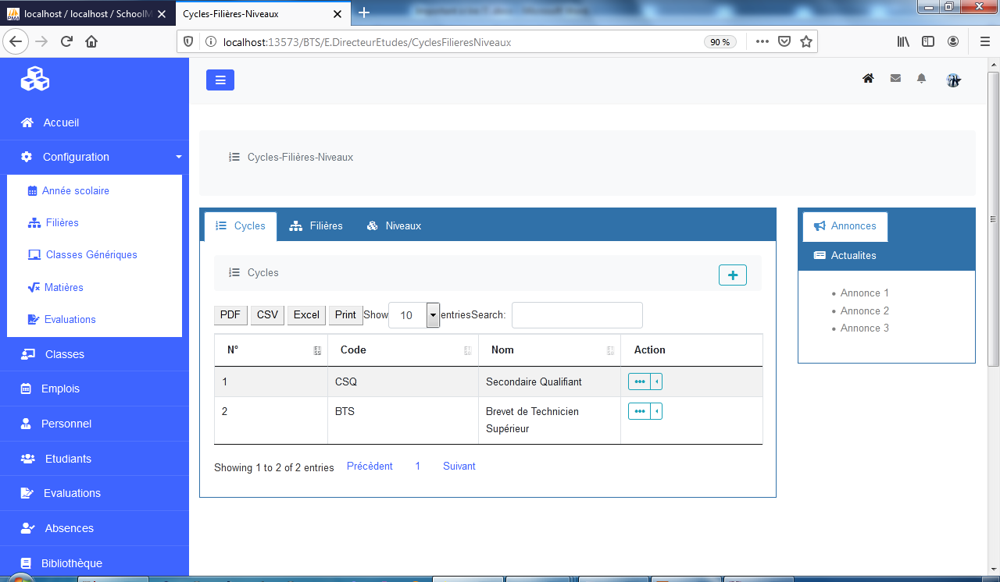 localhost / localhost / SchoolM
Cycles-Filières-Niveaux
localhost:13573/BTS/E.DirecteurEtudes/CyclesFilieresNiveaux
90 %
Accueil
Configuration
Année scolaire
Filières
Classes Génériques
Matières
Evaluations
Classes
Emplois
Personnel
Etudiants
Evaluations
Absences
Bibliothèque
Cycles-Filières-Niveaux
Cycles Filières Niveaux
Cycles
PDF CSV Excel Print Show 10 entries Search:
N° Code Nom Action
1 CSQ Secondaire Qualifiant
2 BTS Brevet de Technicien
Supérieur
Showing 1 to 2 of 2 entries Précèdent 1 Suivant
Annonces
Actualites
Annonce 1
Annonce 2
Annonce 3